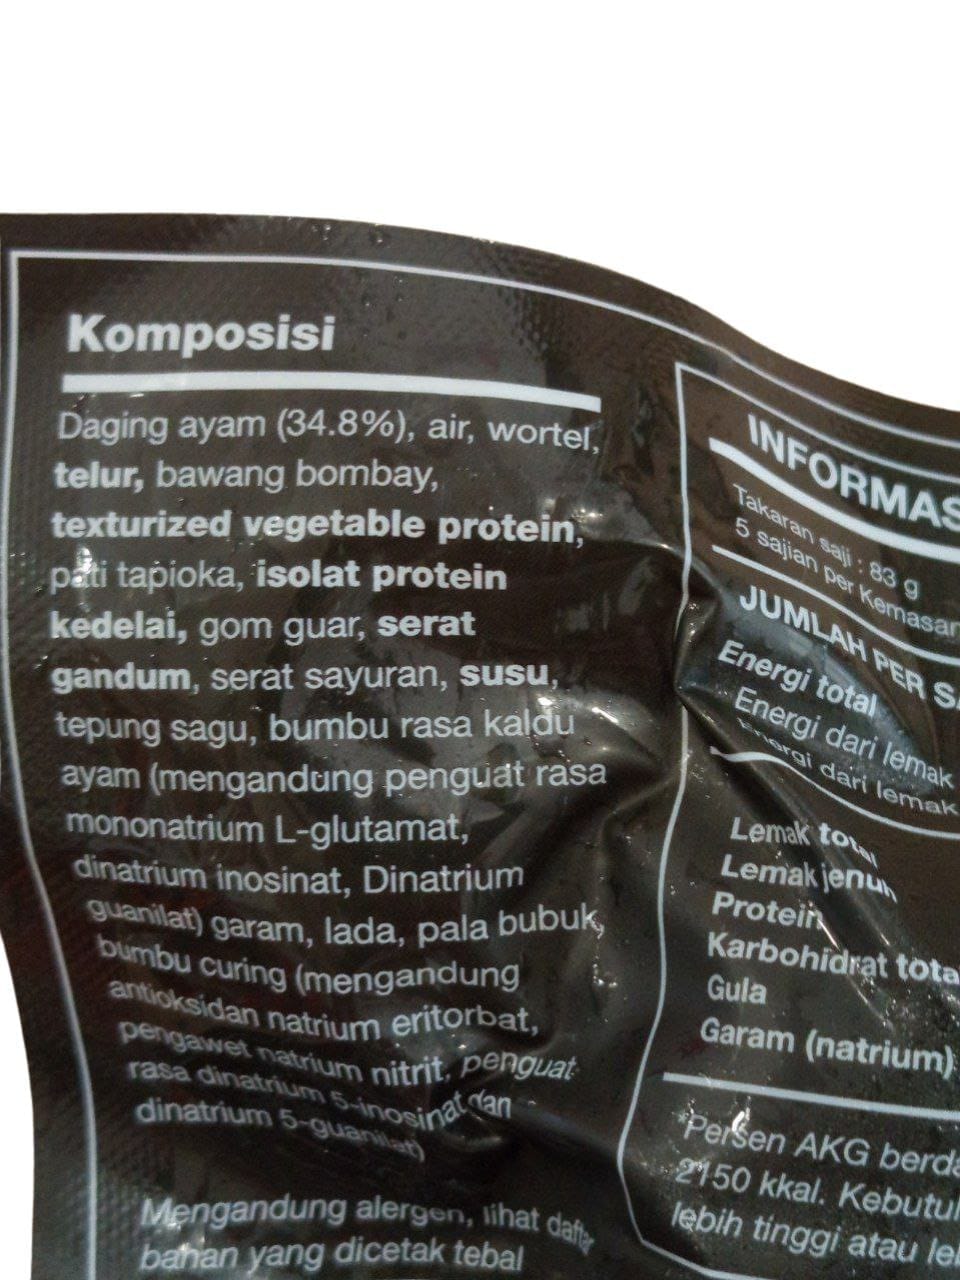 Komposisi
Daging ayam (34.8%), air, wortel,
telur, bawang bombay,
texturized vegetable protein,
pati tapioka, isolat protein
kedelai, gom guar, serat
gandum, serat sayuran, susu,
tepung sagu, bumbu rasa kaldu
ayam (mengandung penguat rasa
mononatrium L-glutamat,
dinatrium inosinat, Dinatrium
guanilat) garam, lada, pala bubuk,
bumbu curing (mengandung
antioksidan natrium eritorbat,
pengawet natrium nitrit, penguat
rasa dinatrium 5-inosinat dan
dinatrium 5-guanilat)
Mengandung alergen, lihat daftar
bahan yang dicetak tebal
INFORMAS
Takaran saji : 83 g
5 sajian per Kemasan
JUMLAH PER SA
Energi total
Energi dari lemak
Energi dari lemak
Lemak total
Lemak jenuh
Protein
Karbohidrat tota
Gula
Garam (natrium)
*Persen AKG berda
2150 kkal. Kebutuh
lebih tinggi atau le